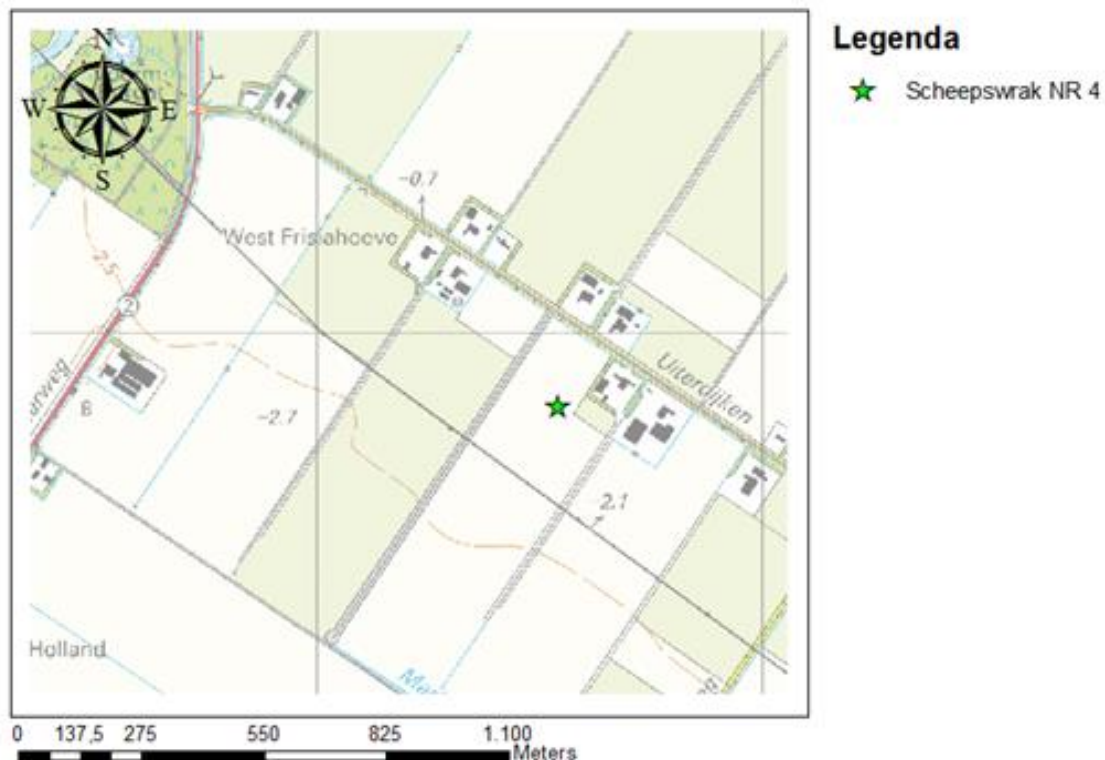 N
W E
S
Legenda
Scheepswrak NR 4
-0.7
West Frisiahoeve
-2.5
2
Uiterdijken
8
-2.7
2.1
Holland
0 137,5 275 550 825 1.100
Meters